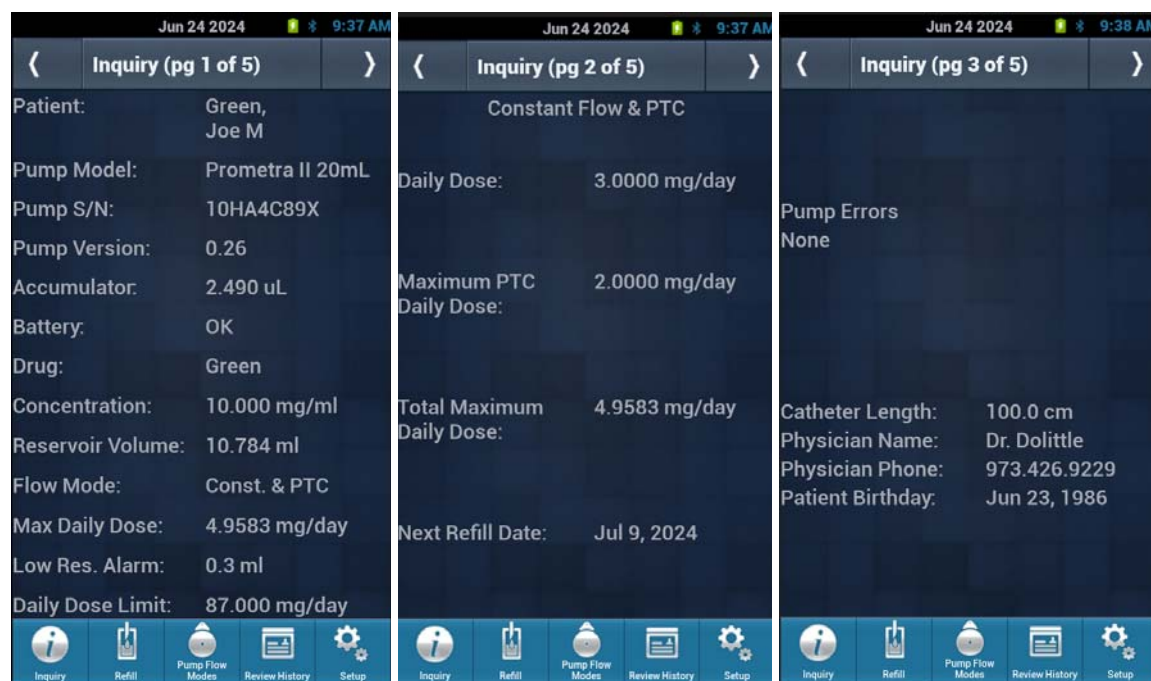 Jun 24 2024 9:37 AM
Inquiry (pg 1 of 5)
Patient: Green,
Joe M
Pump Model: Prometra II 20mL
Pump S/N: 10HA4C89X
Pump Version: 0.26
Accumulator: 2.490 uL
Battery: OK
Drug: Green
Concentration: 10.000 mg/ml
Reservoir Volume: 10.784 ml
Flow Mode: Const. & PTC
Max Daily Dose: 4.9583 mg/day
Low Res. Alarm: 0.3 ml
Daily Dose Limit: 87.000 mg/day
Inquiry Refill Pump Flow Modes Review History Setup
Jun 24 2024 9:37 AM
Inquiry (pg 2 of 5)
Constant Flow & PTC
Daily Dose: 3.0000 mg/day
Maximum PTC 2.0000 mg/day
Daily Dose:
Total Maximum 4.9583 mg/day
Daily Dose:
Next Refill Date: Jul 9, 2024
Inquiry Refill Pump Flow Modes Review History Setup
Jun 24 2024 9:38 AM
Inquiry (pg 3 of 5)
Pump Errors
None
Catheter Length: 100.0 cm
Physician Name: Dr. Dolittle
Physician Phone: 973.426.9229
Patient Birthday: Jun 23, 1986
Inquiry Refill Pump Flow Modes Review History Setup